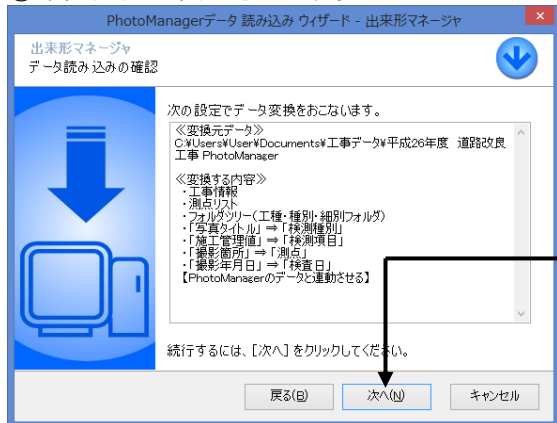 PhotoManagerデータ 読み込み ウィザード - 出来形マネージャ
出来形マネージャ
データ読み込みの確認
次の設定でデータ変換をおこないます。
≪変換元データ≫
C:¥Users¥User¥Documents¥工事データ¥平成26年度 道路改良
工事 PhotoManager
≪変換する内容≫
・工事情報
・測点リスト
・フォルダツリー(工種・種別・細別フォルダ)
・「写真タイトル」⇒「検測種別」
・「施工管理値」⇒「検測項目」
・「撮影箇所」⇒「測点」
・「撮影年月日」⇒「検査日」
【PhotoManagerのデータと連動させる】
続行するには、[次へ] をクリックしてください。
戻る(B)
次へ(N)
キャンセル